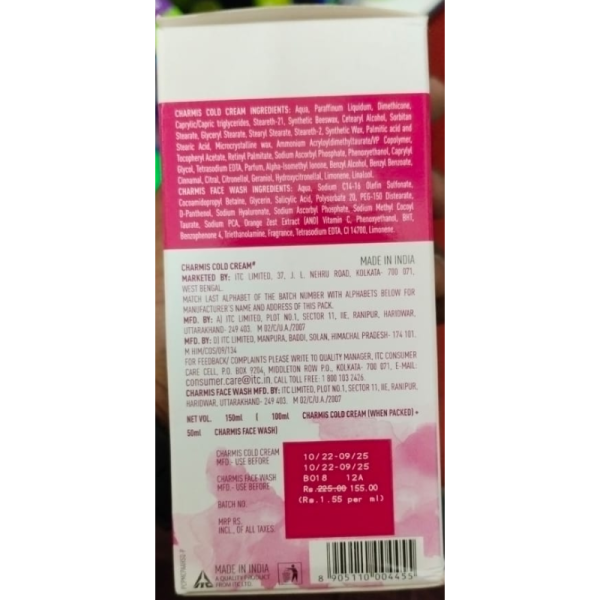 CHARMIS COLD CREAM INGREDIENTS: Aqua, Paraffinum Liquidum, Dimethicone,
Caprylic/Capric triglycerides, Steareth-21, Synthetic Beeswax, Cetearyl Alcohol, Sorbitan
Stearate, Glyceryl Stearate, Stearyl Stearate, Steareth-2, Synthetic Wax, Palmitic acid and
Stearic Acid, Microcrystalline wax, Ammonium Acryloyldimethyltaurate/VP Copolymer,
Tocopheryl Acetate, Retinyl Palmitate, Sodium Ascorbyl Phosphate, Phenoxyethanol, Caprylyl
Glycol, Tetrasodium EDTA, Parfum, Alpha-Isomethyl Ionone, Benzyl Alcohol, Benzyl Benzoate,
Cinnamal, Citral, Citronellol, Geraniol, Hydroxycitronellal, Limonene, Linalool.
CHARMIS FACE WASH INGREDIENTS: Aqua, Sodium C14-16 Olefin Sulfonate,
Cocoamidopropyl Betaine, Glycerin, Salicylic Acid, Polysorbate 20, PEG-150 Distearate,
D-Panthenol, Sodium Hyaluronate, Sodium Ascorbyl Phosphate, Sodium Methyl Cocoyl
Taurate, Sodium PCA, Orange Zest Extract (AND) Vitamin C, Phenoxyethanol, BHT,
Benzophenone 4, Triethanolamine, Fragrance, Tetrasodium EDTA, CI 14700, Limonene.
CHARMIS COLD CREAM® MADE IN INDIA
MARKETED BY: ITC LIMITED, 37, J. L. NEHRU ROAD, KOLKATA- 700 071,
WEST BENGAL.
MATCH LAST ALPHABET OF THE BATCH NUMBER WITH ALPHABETS BELOW FOR
MANUFACTURER'S NAME AND ADDRESS OF THIS PACK.
MFD. BY: A) ITC LIMITED, PLOT NO.1, SECTOR 11, IIE, RANIPUR, HARIDWAR,
UTTARAKHAND- 249 403. M 02/C/U.A./2007
MFD. BY: D) ITC LIMITED, MANPURA, BADDI, SOLAN, HIMACHAL PRADESH- 174 101.
M HIM/COS/09/134
FOR FEEDBACK/ COMPLAINTS PLEASE WRITE TO QUALITY MANAGER, ITC CONSUMER
CARE CELL, P.O. BOX 9204, MIDDLETON ROW P.O., KOLKATA- 700 071, E-MAIL:
consumer.care@itc.in, CALL TOLL FREE: 1 800 103 2426.
CHARMIS FACE WASH MFG. BY: ITC LIMITED, PLOT NO.1, SECTOR 11, IIE, RANIPUR,
HARIDWAR, UTTARAKHAND- 249403. M 02/C/U.A/2007
NET VOL. 150ml ( 100ml CHARMIS COLD CREAM (WHEN PACKED) +
50ml CHARMIS FACE WASH)
CHARMIS COLD CREAM
MFD.- USE BEFORE 10/22-09/25
CHARMIS FACE WASH 10/22-09/25
MFD.- USE BEFORE B018 12A
Rs.225.00 155.00
BATCH NO. (Rs.1.55 per ml)
MRP RS.
INCL., OF ALL TAXES.
MADE IN INDIA
A QUALITY PRODUCT
FROM ITC LTD.
8 905110 004455